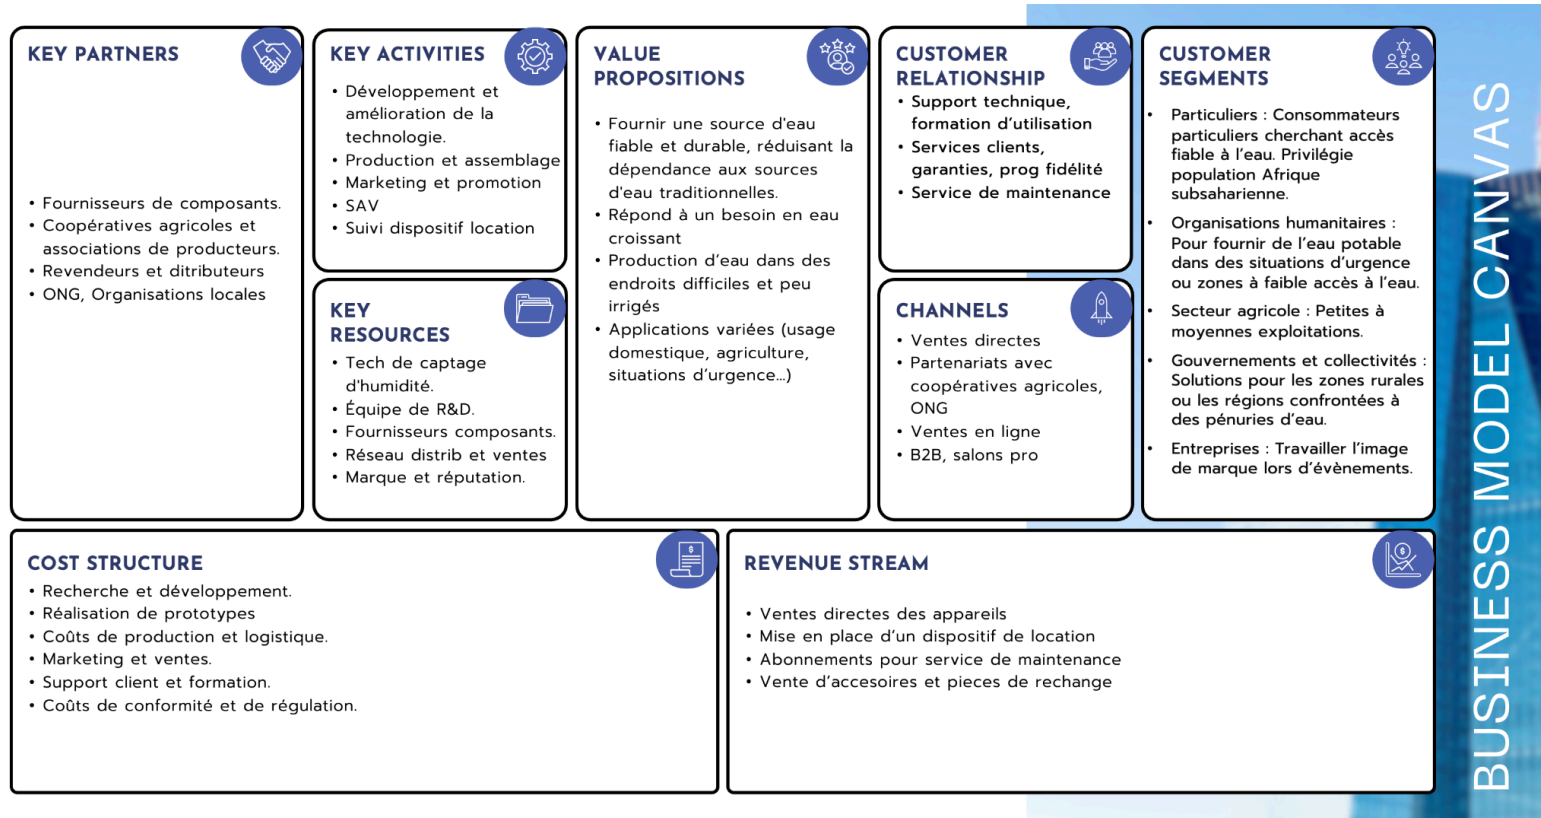 KEY PARTNERS
• Fournisseurs de composants.
• Coopératives agricoles et
associations de producteurs.
• Revendeurs et ditributeurs
• ONG, Organisations locales
KEY ACTIVITIES
• Développement et
amélioration de la
technologie.
• Production et assemblage
• Marketing et promotion
• SAV
• Suivi dispositif location
KEY
RESOURCES
• Tech de captage
d'humidité.
• Équipe de R&D.
• Fournisseurs composants.
• Réseau distrib et ventes
• Marque et réputation.
VALUE
PROPOSITIONS
• Fournir une source d'eau
fiable et durable, réduisant la
dépendance aux sources
d'eau traditionnelles.
• Répond à un besoin en eau
croissant
• Production d'eau dans des
endroits difficiles et peu
irrigés
• Applications variées (usage
domestique, agriculture,
situations d'urgence...)
CUSTOMER
RELATIONSHIP
• Support technique,
formation d'utilisation
• Services clients,
garanties, prog fidélité
• Service de maintenance
CHANNELS
• Ventes directes
• Partenariats avec
coopératives agricoles,
ONG
• Ventes en ligne
• B2B, salons pro
CUSTOMER
SEGMENTS
• Particuliers : Consommateurs
particuliers cherchant accès
fiable à l'eau. Privilégié
population Afrique
subsaharienne.
• Organisations humanitaires :
Pour fournir de l'eau potable
dans des situations d'urgence
ou zones à faible accès à l'eau.
• Secteur agricole : Petites à
moyennes exploitations.
• Gouvernements et collectivités :
Solutions pour les zones rurales
ou les régions confrontées à
des pénuries d'eau.
• Entreprises : Travailler l'image
de marque lors d'évènements.
COST STRUCTURE
• Recherche et développement.
• Réalisation de prototypes
• Coûts de production et logistique.
• Marketing et ventes.
• Support client et formation.
• Coûts de conformité et de régulation.
REVENUE STREAM
• Ventes directes des appareils
• Mise en place d'un dispositif de location
• Abonnements pour service de maintenance
• Vente d'accesoires et pieces de rechange
BUSINESS MODEL CANVAS